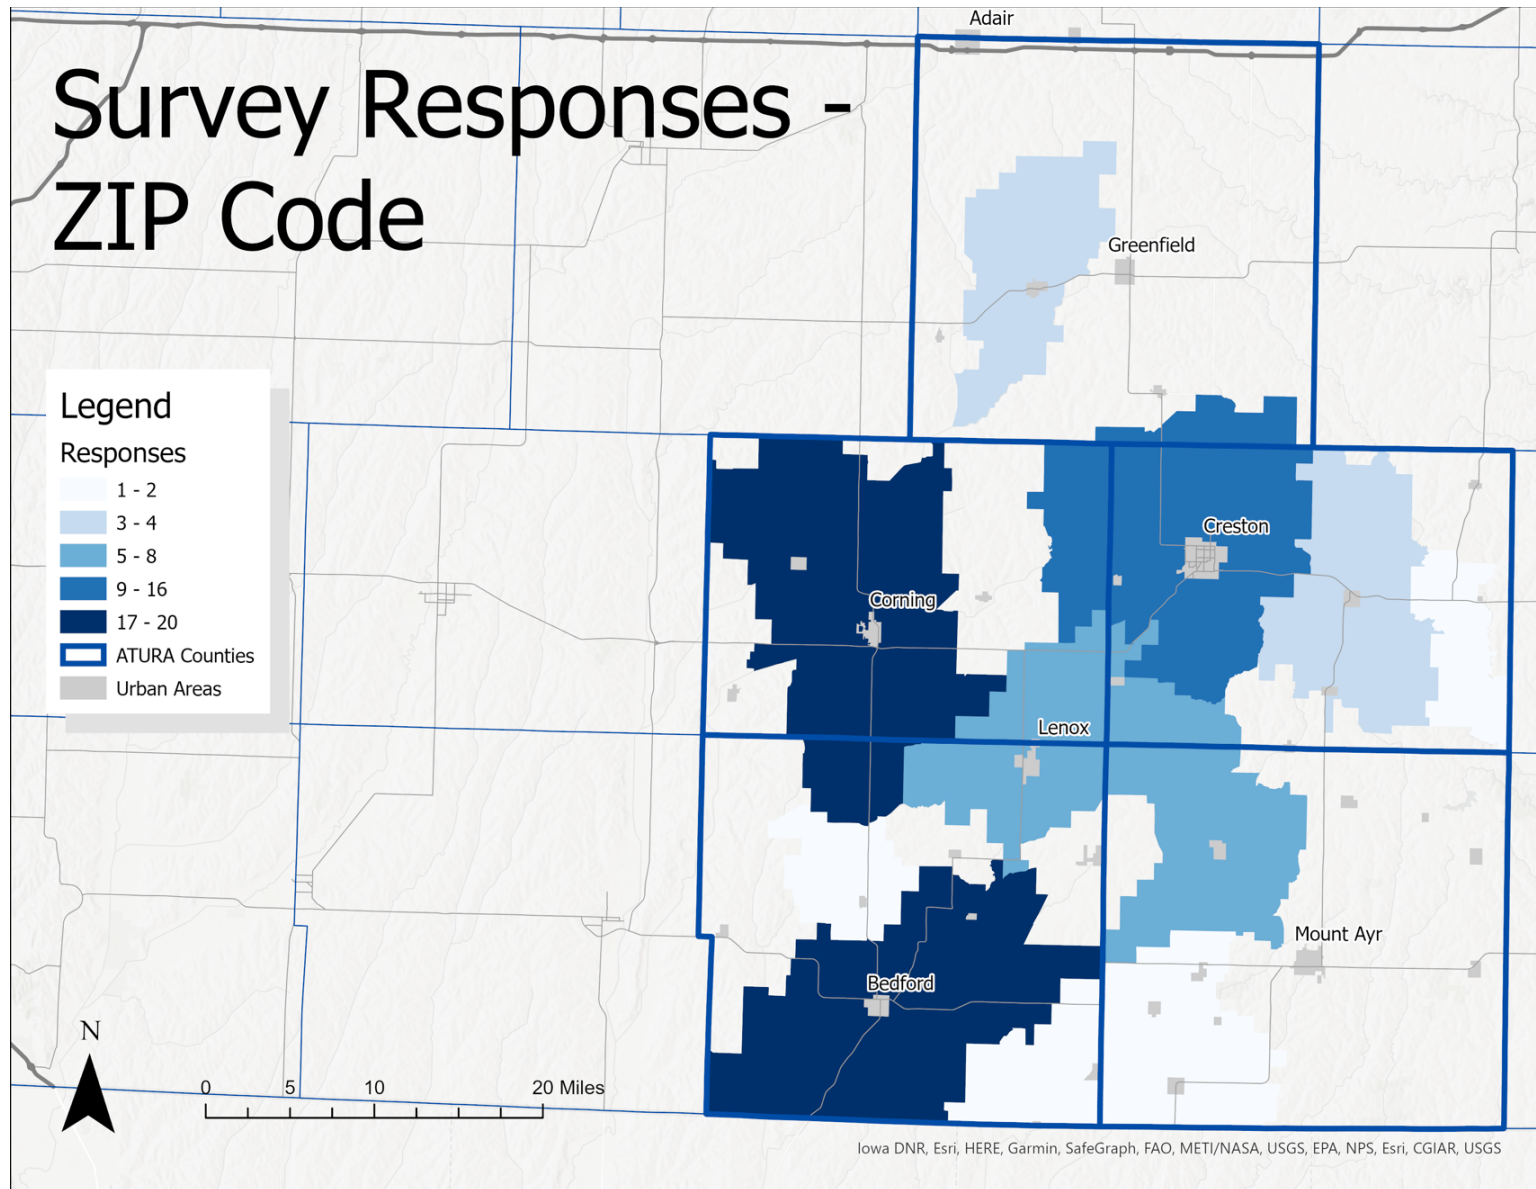 Adair
Survey Responses -
ZIP Code
Greenfield
Legend
Responses
1 - 2
3 - 4
5 - 8
9 - 16
17 - 20
ATURA Counties
Urban Areas
Creston
Corning
Lenox
Mount Ayr
Bedford
N
0 5 10 20 Miles
Iowa DNR, Esri, HERE, Garmin, SafeGraph, FAO, METI/NASA, USGS, EPA, NPS, Esri, CGIAR, USGS